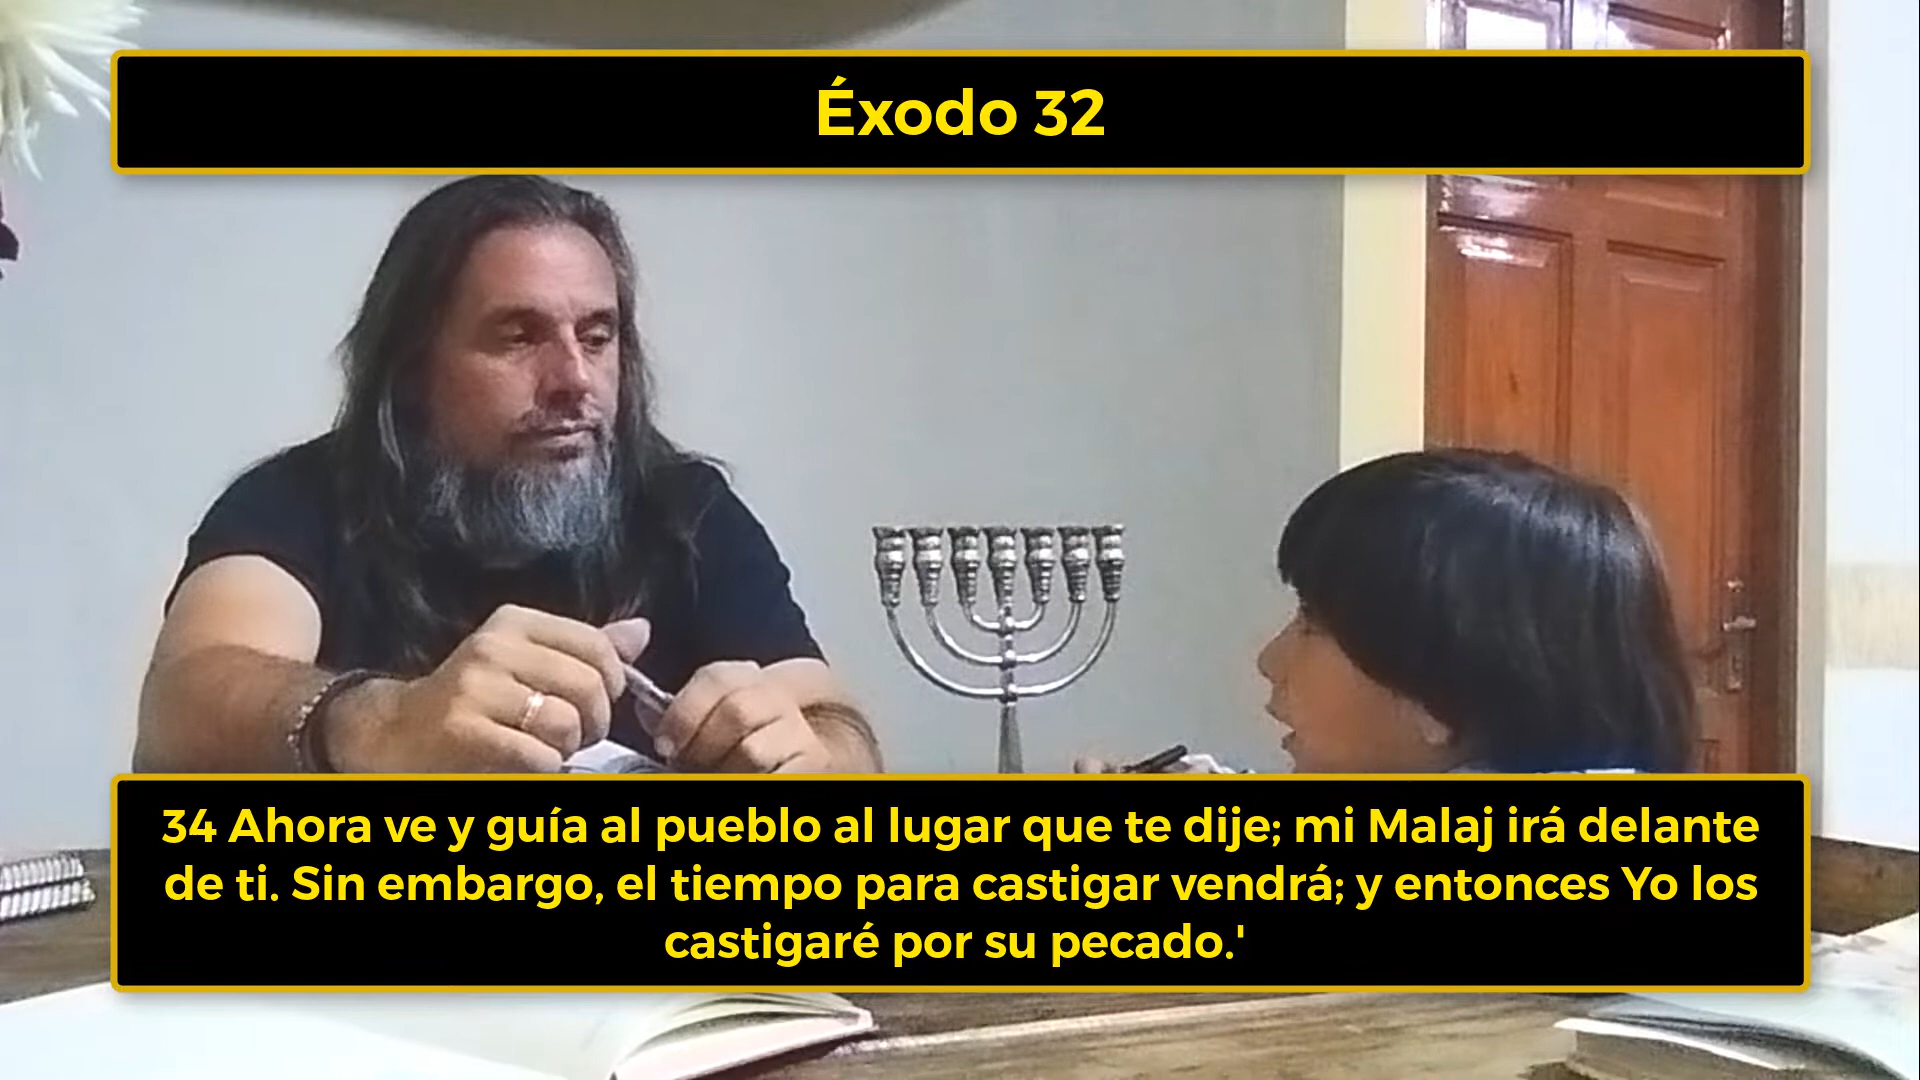 Éxodo 32
34 Ahora ve y guía al pueblo al lugar que te dije; mi Malaj irá delante
de ti. Sin embargo, el tiempo para castigar vendrá; y entonces Yo los
castigaré por su pecado.'